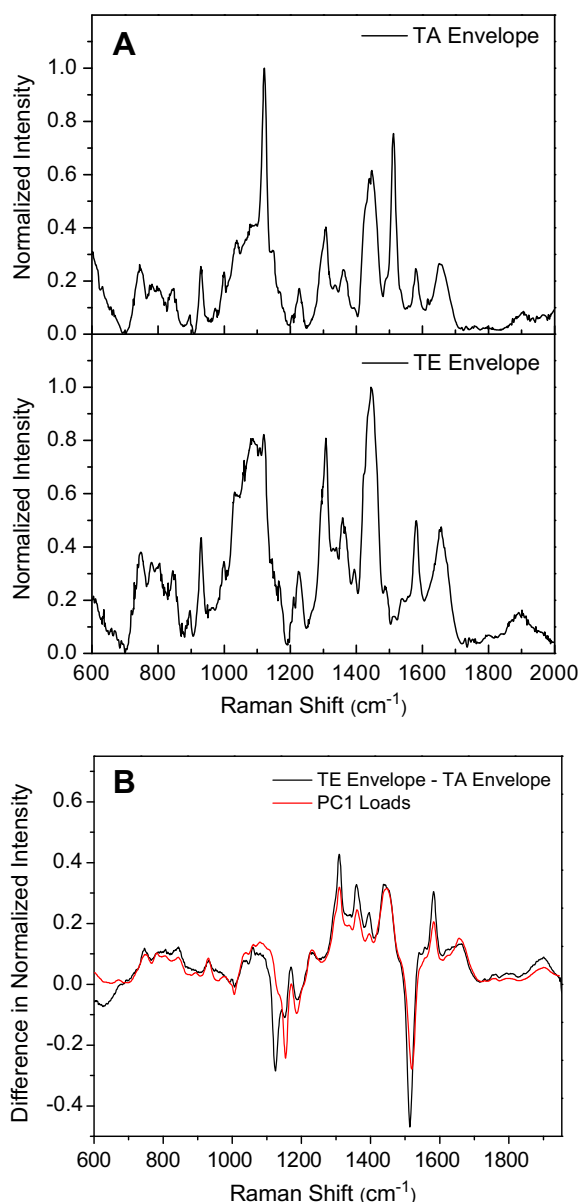 A
TA Envelope
Normalized Intensity
1.0
0.8
0.6
0.4
0.2
0.0
TE Envelope
Normalized Intensity
1.0
0.8
0.6
0.4
0.2
0.0
600 800 1000 1200 1400 1600 1800 2000
Raman Shift (cm⁻¹)
B
TE Envelope - TA Envelope
PC1 Loads
Difference in Normalized Intensity
0.6
0.4
0.2
0.0
-0.2
-0.4
600 800 1000 1200 1400 1600 1800
Raman Shift (cm⁻¹)